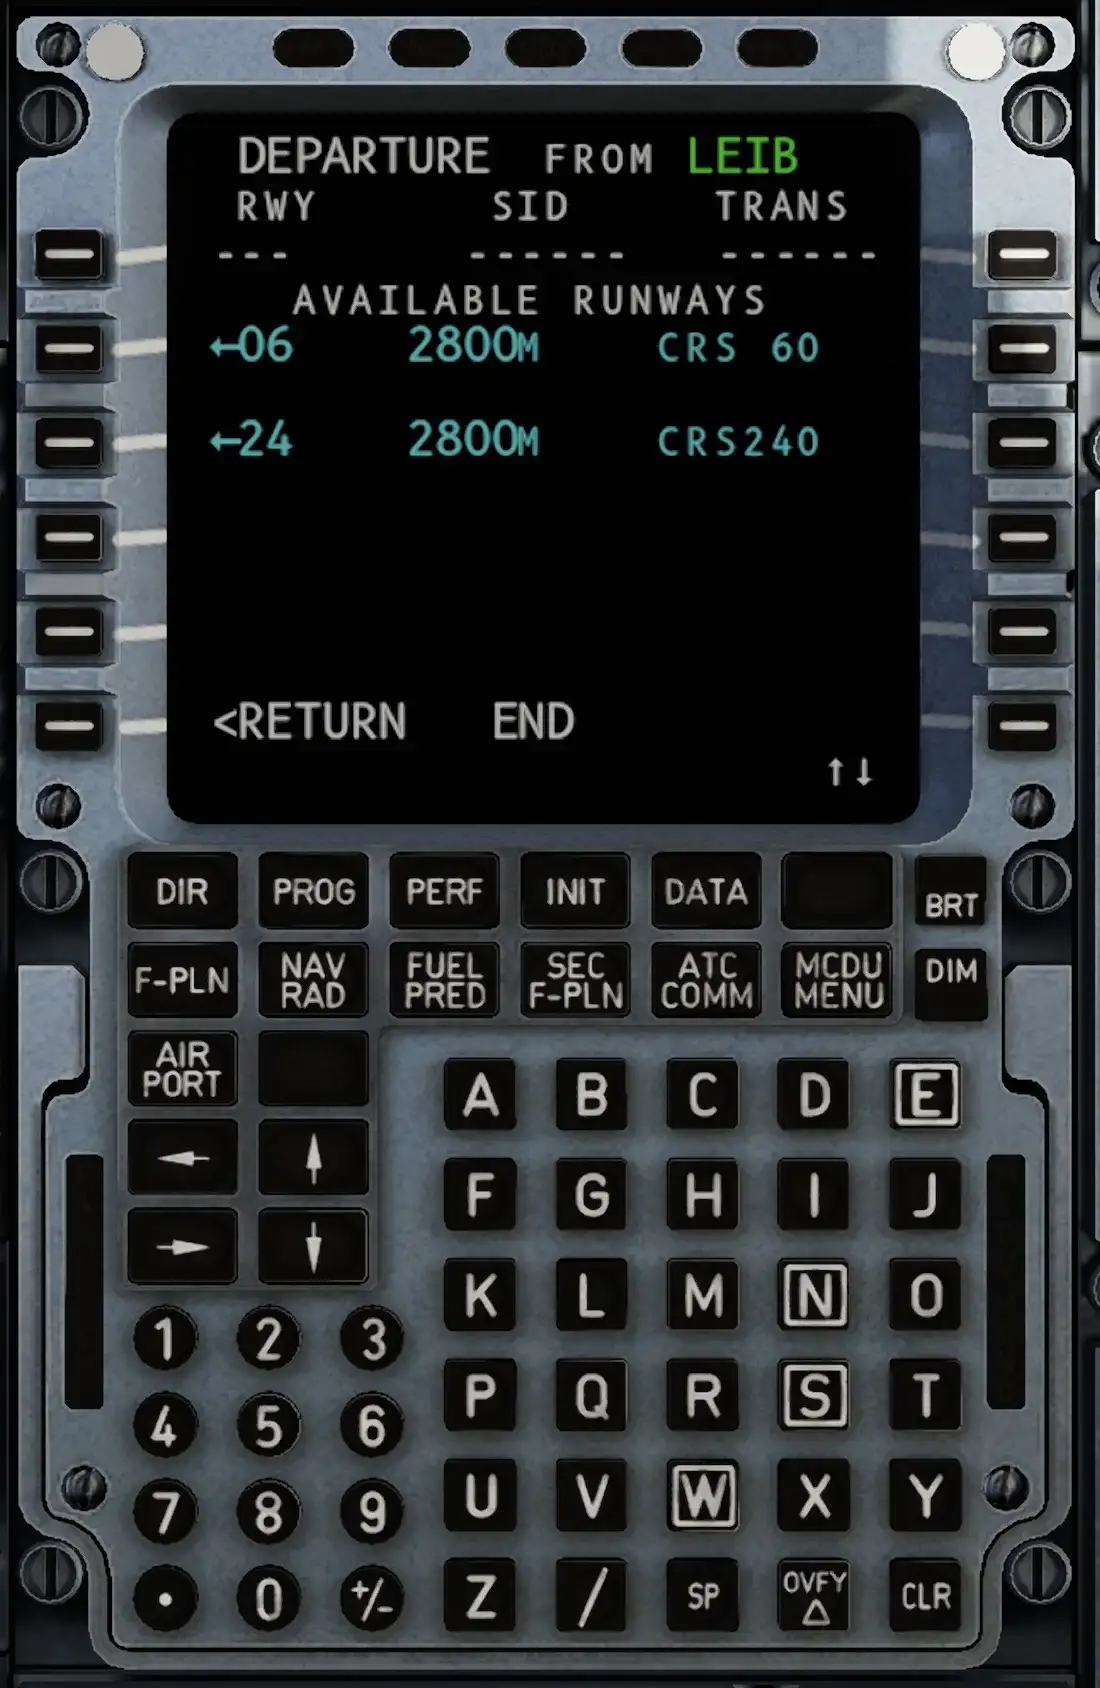 DEPARTURE FROM LEIB
RWY SID TRANS
--- ------ ------
AVAILABLE RUNWAYS
←06 2800M CRS 60
←24 2800M CRS240
<RETURN END
↑↓
DIR PROG PERF INIT DATA BRT
F-PLN NAV RAD FUEL PRED SEC F-PLN ATC COMM MCDU MENU DIM
AIR PORT
← ↑
→ ↓
A B C D E
F G H I J
K L M N O
P Q R S T
U V W X Y
Z / SP OVFY △ CLR
1 2 3
4 5 6
7 8 9
. 0 +/-